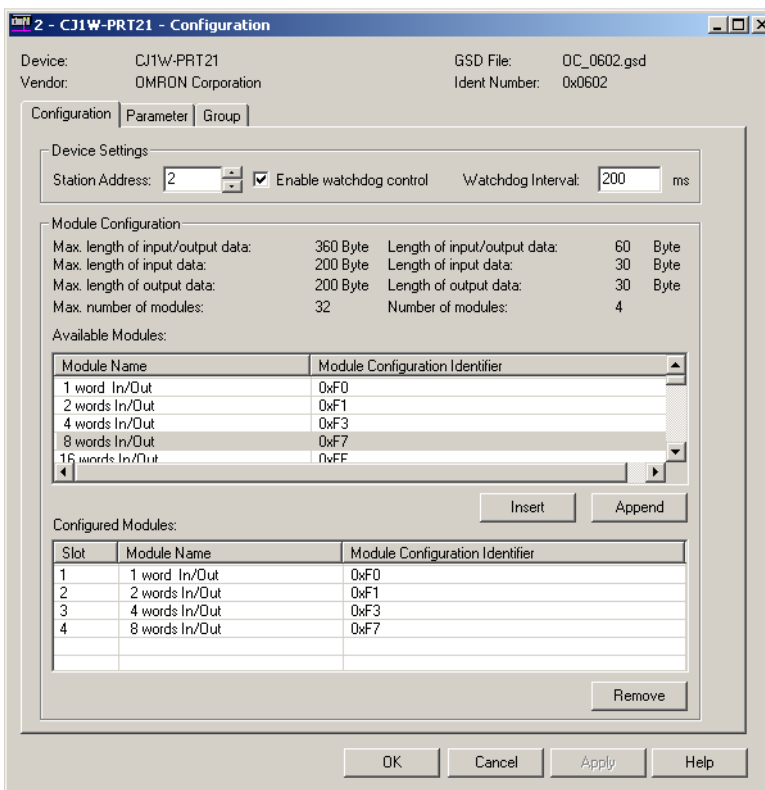 2 - CJ1W-PRT21 - Configuration
Device: CJ1W-PRT21 GSD File: OC_0602.gsd
Vendor: OMRON Corporation Ident Number: 0x0602
Configuration Parameter Group
Device Settings
Station Address: 2 Enable watchdog control Watchdog Interval: 200 ms
Module Configuration
Max. length of input/output data: 360 Byte Length of input/output data: 60 Byte
Max. length of input data: 200 Byte Length of input data: 30 Byte
Max. length of output data: 200 Byte Length of output data: 30 Byte
Max. number of modules: 32 Number of modules: 4
Available Modules:
Module Name Module Configuration Identifier
1 word In/Out 0xF0
2 words In/Out 0xF1
4 words In/Out 0xF3
8 words In/Out 0xF7
16 words In/Out 0xFF
Insert Append
Configured Modules:
Slot Module Name Module Configuration Identifier
1 1 word In/Out 0xF0
2 2 words In/Out 0xF1
3 4 words In/Out 0xF3
4 8 words In/Out 0xF7
Remove
OK Cancel Apply Help